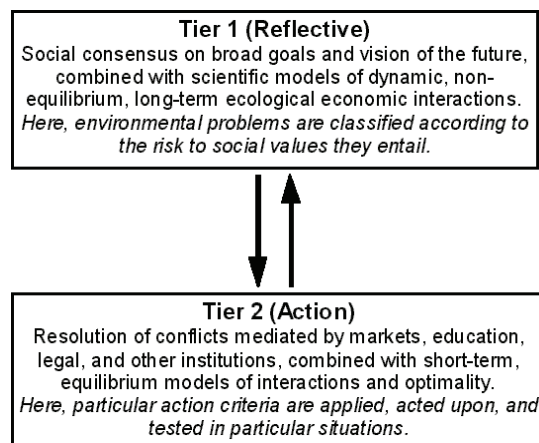 Tier 1 (Reflective)
Social consensus on broad goals and vision of the future,
combined with scientific models of dynamic, non-
equilibrium, long-term ecological economic interactions.
Here, environmental problems are classified according to
the risk to social values they entail.
Tier 2 (Action)
Resolution of conflicts mediated by markets, education,
legal, and other institutions, combined with short-term,
equilibrium models of interactions and optimality.
Here, particular action criteria are applied, acted upon, and
tested in particular situations.